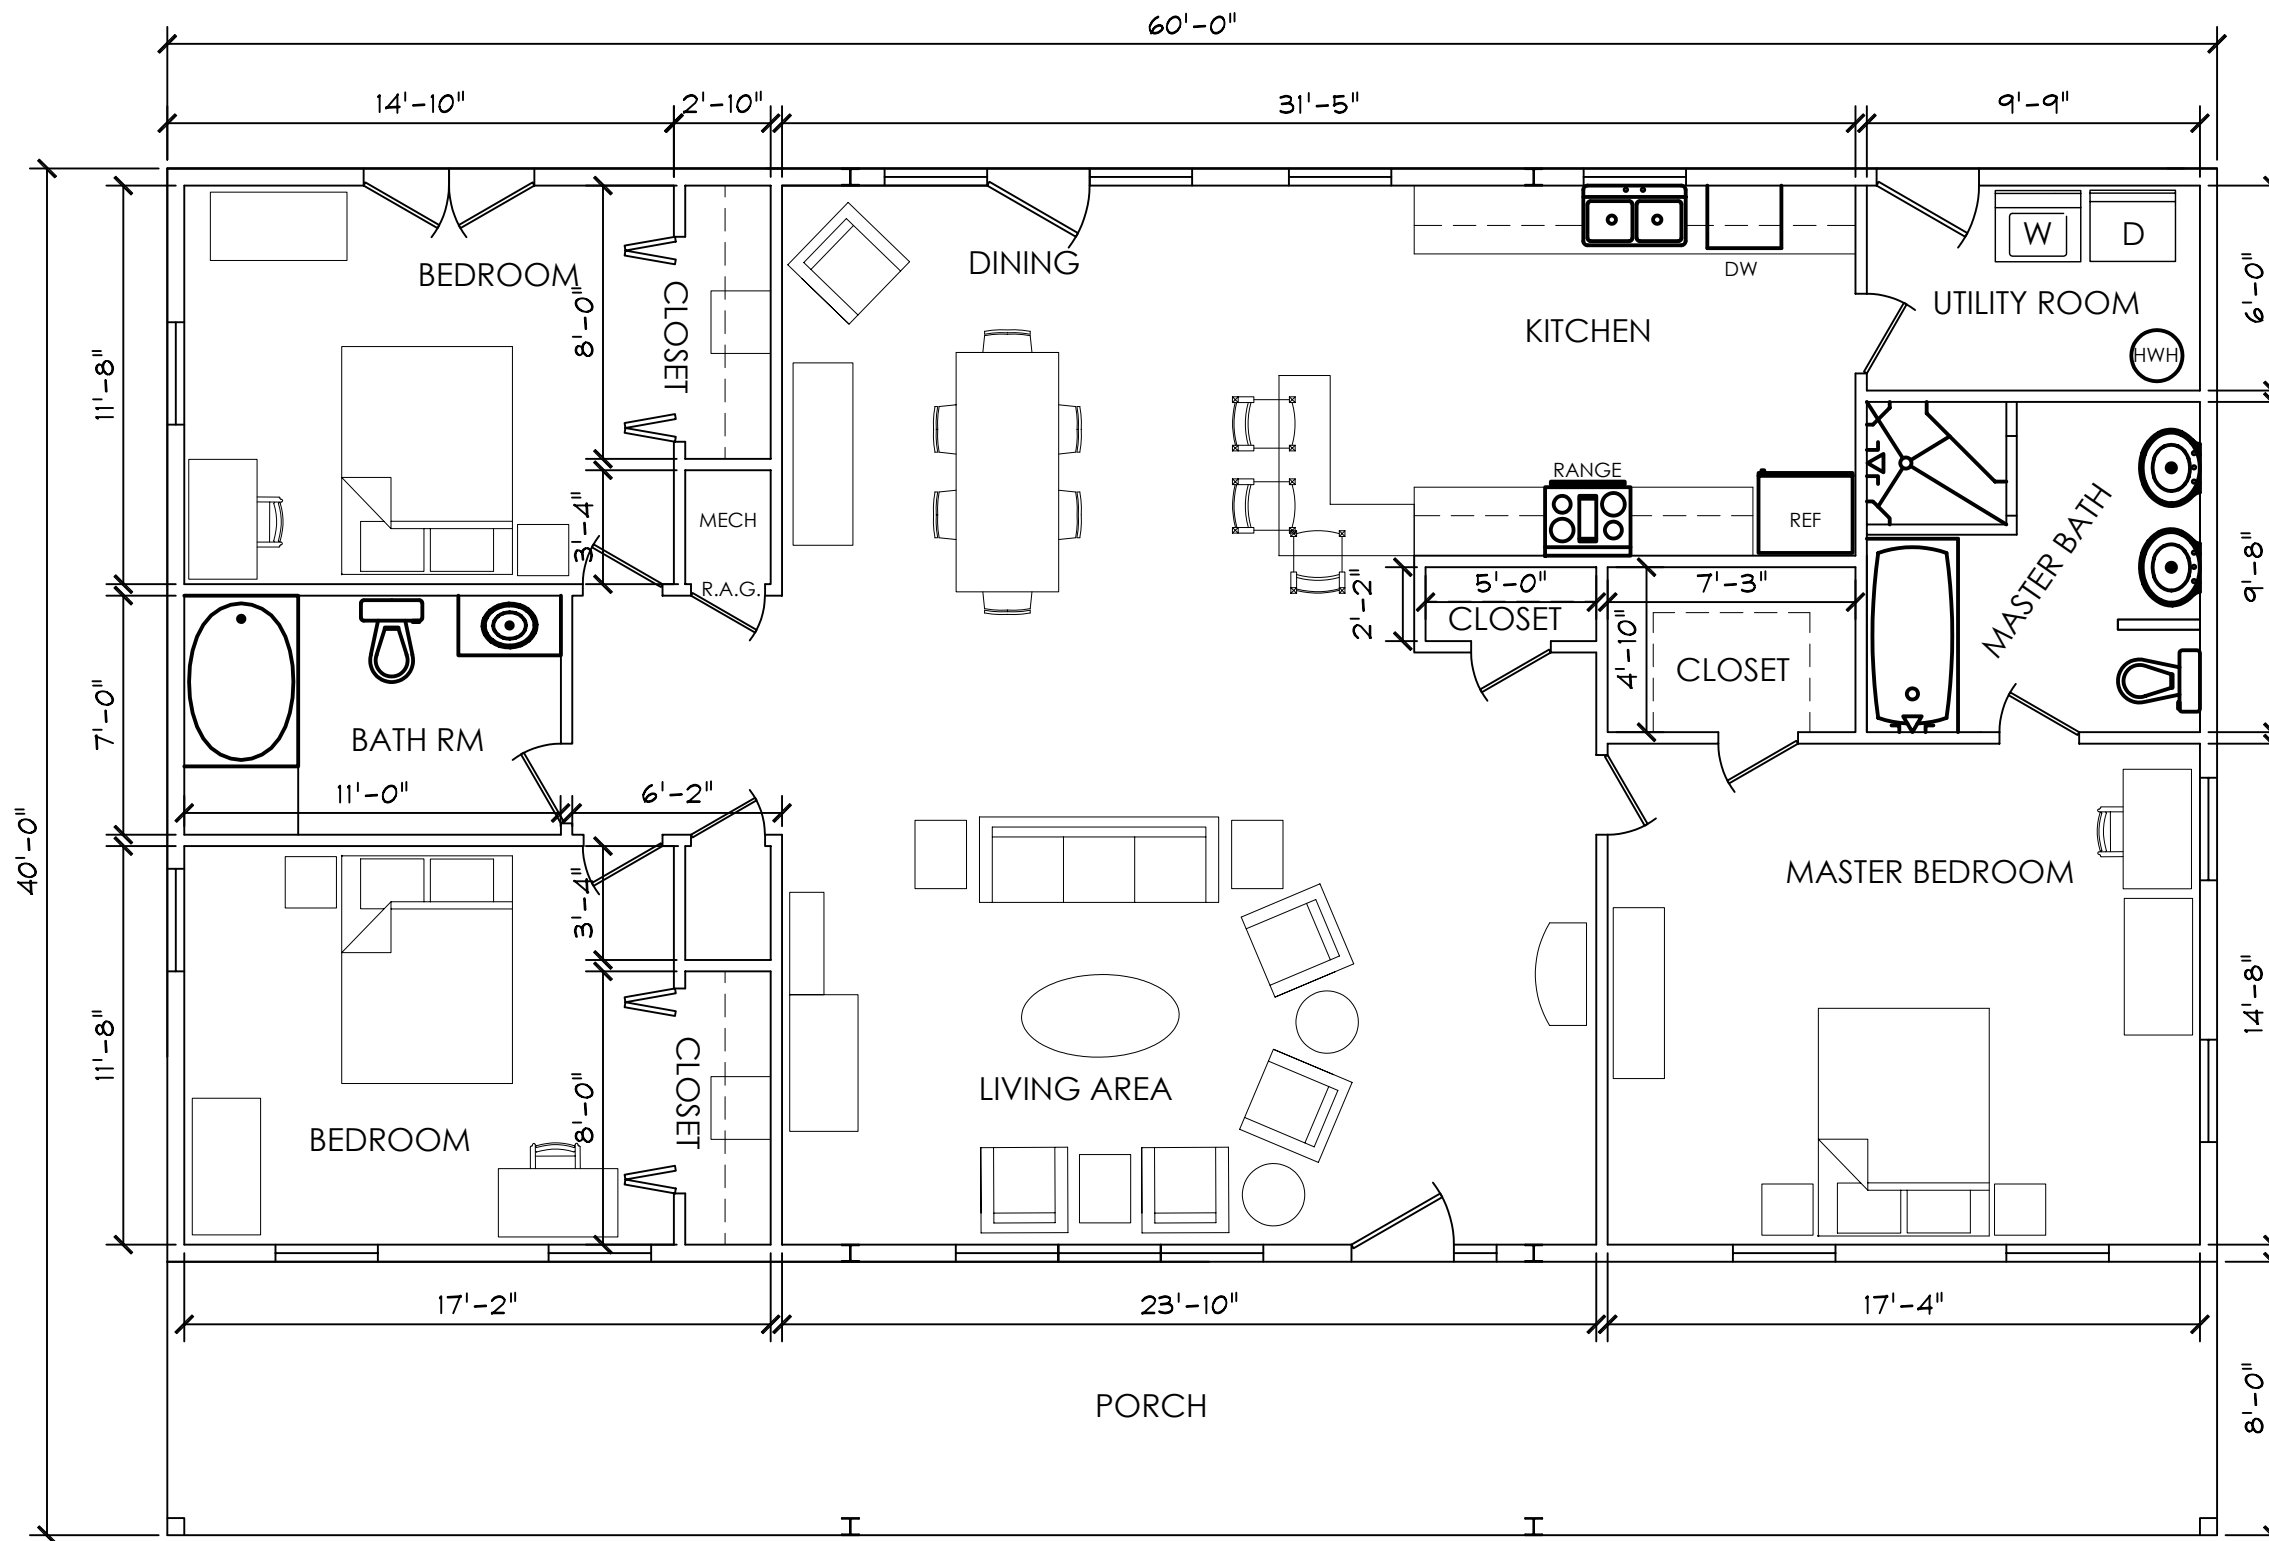 60'-0"
14'-10"
2'-10"
31'-5"
9'-9"
BEDROOM
8'-0"
CLOSET
11'-8"
3'-4"
MECH
R.A.G.
DINING
KITCHEN
DW
RANGE
REF
W
D
UTILITY ROOM
HWH
6'-0"
MASTER BATH
9'-8"
2'-2"
5'-0"
CLOSET
7'-3"
4'-10"
CLOSET
BATH RM
7'-0"
11'-0"
6'-2"
40'-0"
3'-4"
MASTER BEDROOM
14'-8"
11'-8"
BEDROOM
8'-0"
CLOSET
LIVING AREA
17'-2"
23'-10"
17'-4"
PORCH
8'-0"